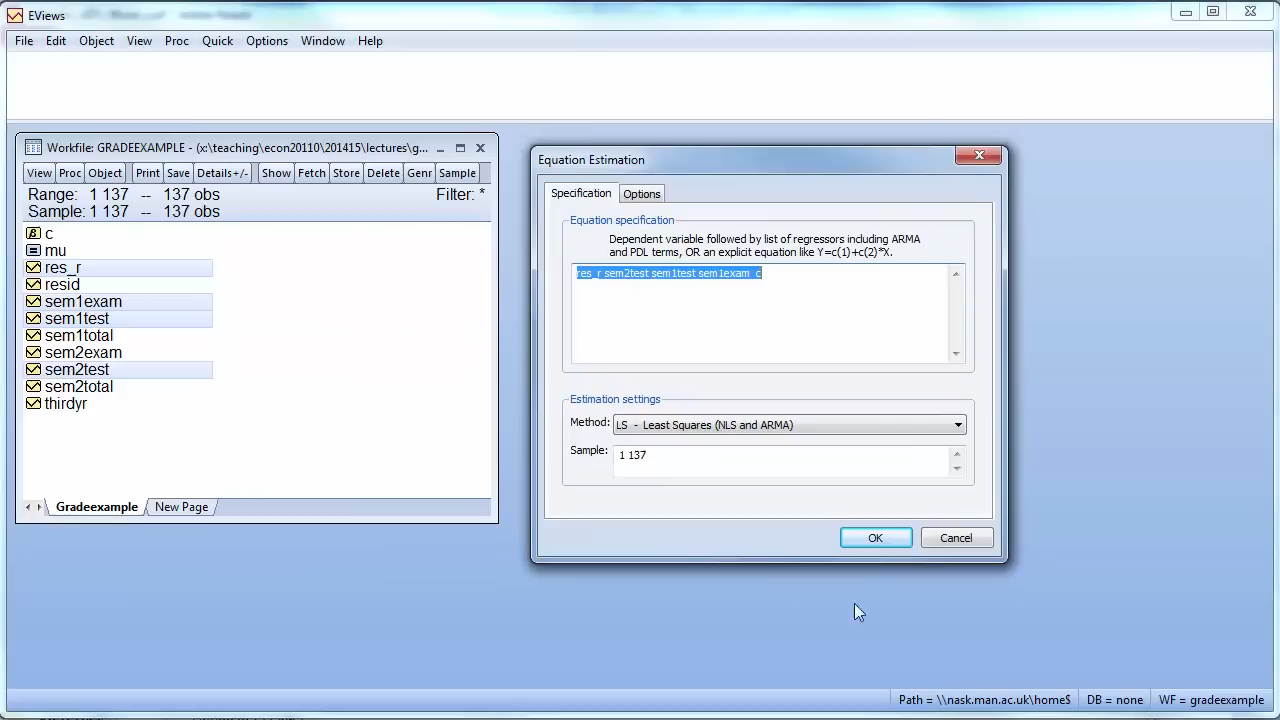 EViews
File Edit Object View Proc Quick Options Window Help
Workfile: GRADEEXAMPLE - (x:\teaching\econ20110\201415\lectures\g...
View Proc Object Print Save Details+/- Show Fetch Store Delete Genr Sample
Range: 1 137 -- 137 obs Filter: *
Sample: 1 137 -- 137 obs
c
mu
res_r
resid
sem1exam
sem1test
sem1total
sem2exam
sem2test
sem2total
thirdyr
Gradeexample New Page
Equation Estimation
Specification Options
Equation specification
Dependent variable followed by list of regressors including ARMA
and PDL terms, OR an explicit equation like Y=c(1)+c(2)*X.
res_r sem2test sem1test sem1exam c
Estimation settings
Method: LS - Least Squares (NLS and ARMA)
Sample: 1 137
OK Cancel
Path = \\nask.man.ac.uk\home$ DB = none WF = gradeexample